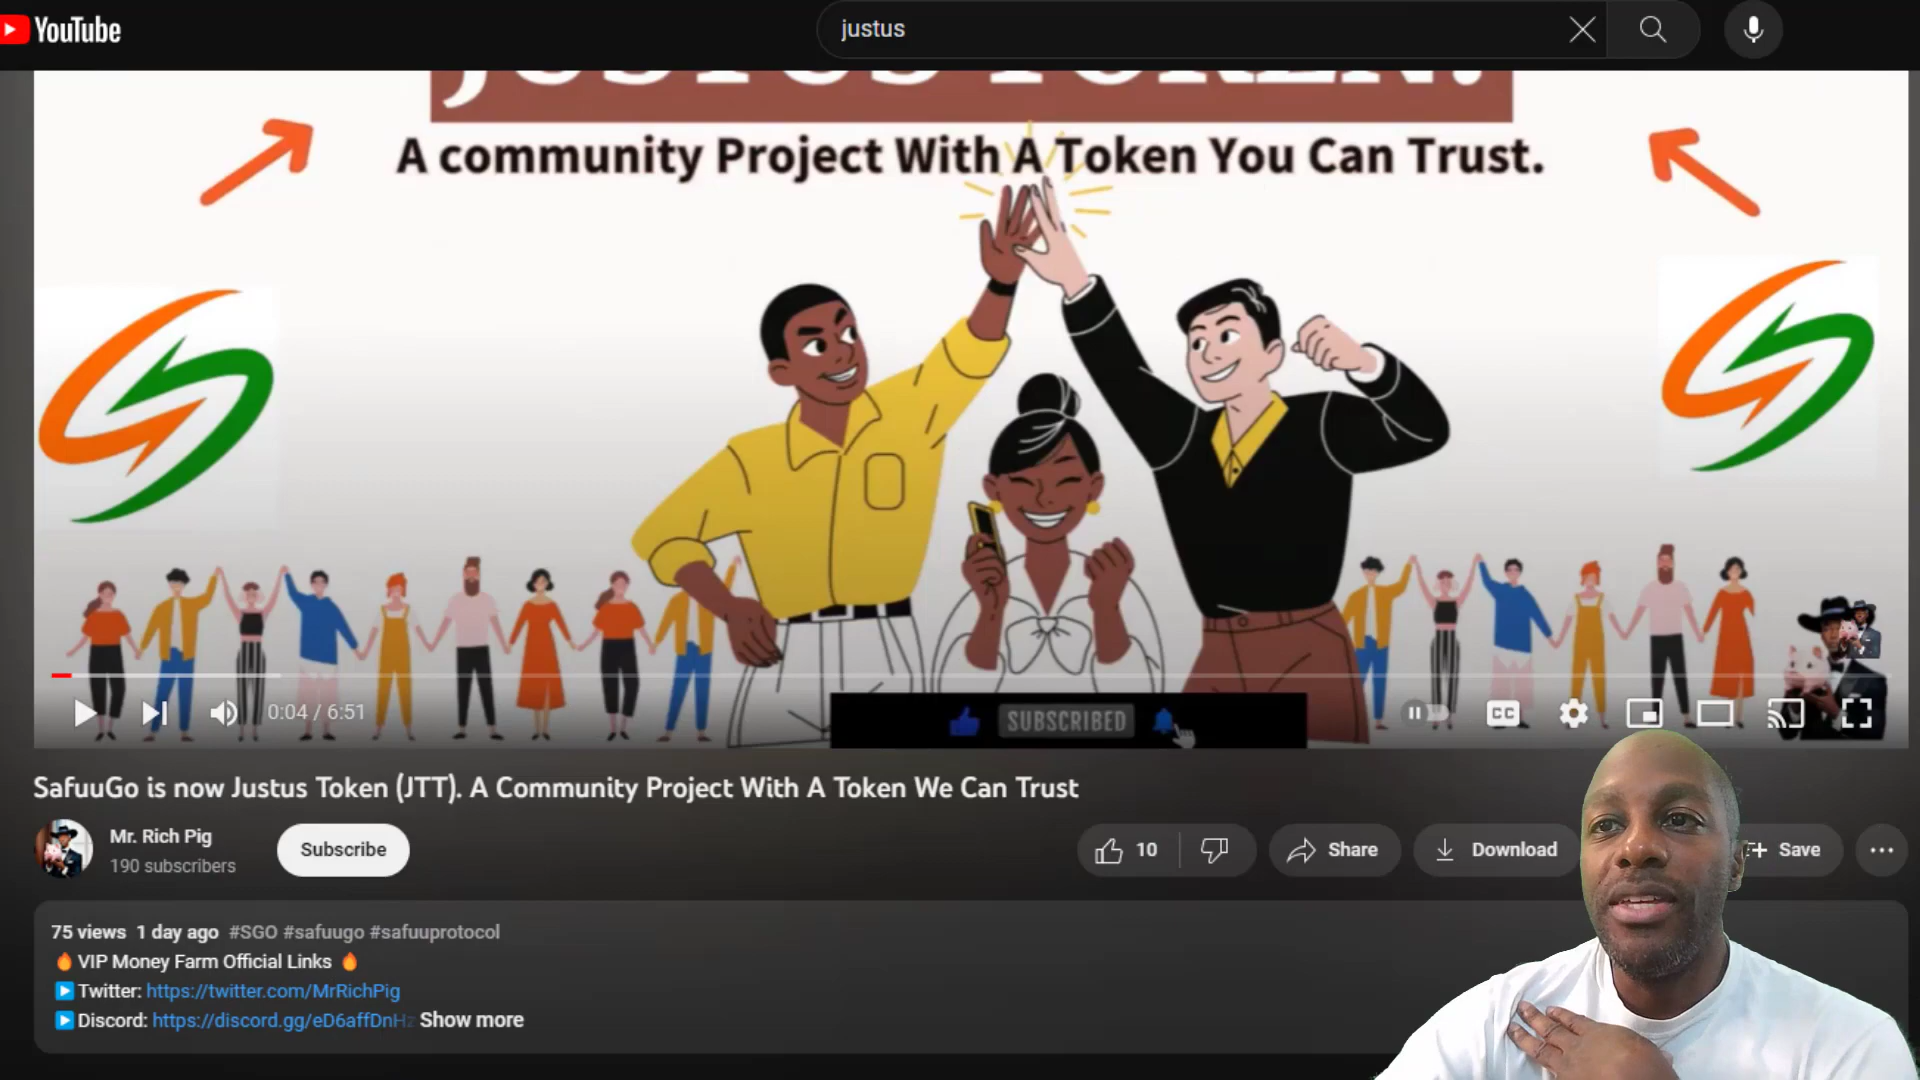 YouTube
justus
JUSTUS TOKEN!
A community Project With A Token You Can Trust.
0:04 / 6:51
SUBSCRIBED
CC
SafuuGo is now Justus Token (JTT). A Community Project With A Token We Can Trust
Mr. Rich Pig
190 subscribers
Subscribe
10
Share
Download
Save
75 views 1 day ago #SGO #safuugo #safuuprotocol
🔥 VIP Money Farm Official Links 🔥
▶️ Twitter: https://twitter.com/MrRichPig
▶️ Discord: https://discord.gg/eD6affDnHz Show more